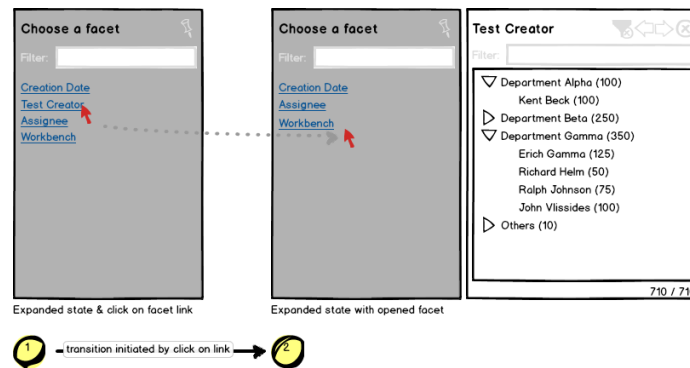 Choose a facet
Filter:
Creation Date
Test Creator
Assignee
Workbench
Expanded state & click on facet link
Choose a facet
Filter:
Creation Date
Assignee
Workbench
Expanded state with opened facet
Test Creator
Filter:
Department Alpha (100)
Kent Beck (100)
Department Beta (250)
Department Gamma (350)
Erich Gamma (125)
Richard Helm (50)
Ralph Johnson (75)
John Vlissides (100)
Others (10)
710 / 71
1
transition initiated by click on link
2